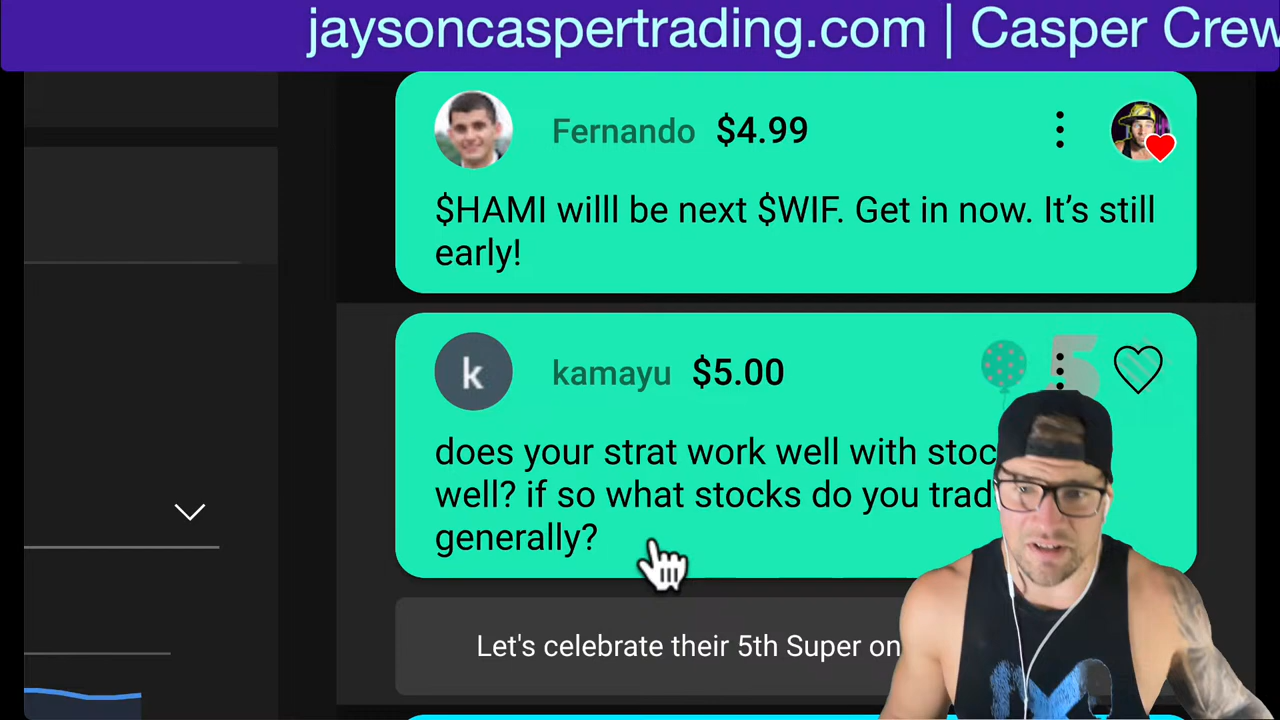 jaysoncaspertrading.com | Casper Crew
Fernando $4.99
$HAMI willl be next $WIF. Get in now. It’s still
early!
k kamayu $5.00
5
does your strat work well with stoc
well? if so what stocks do you trad
generally?
Let's celebrate their 5th Super on